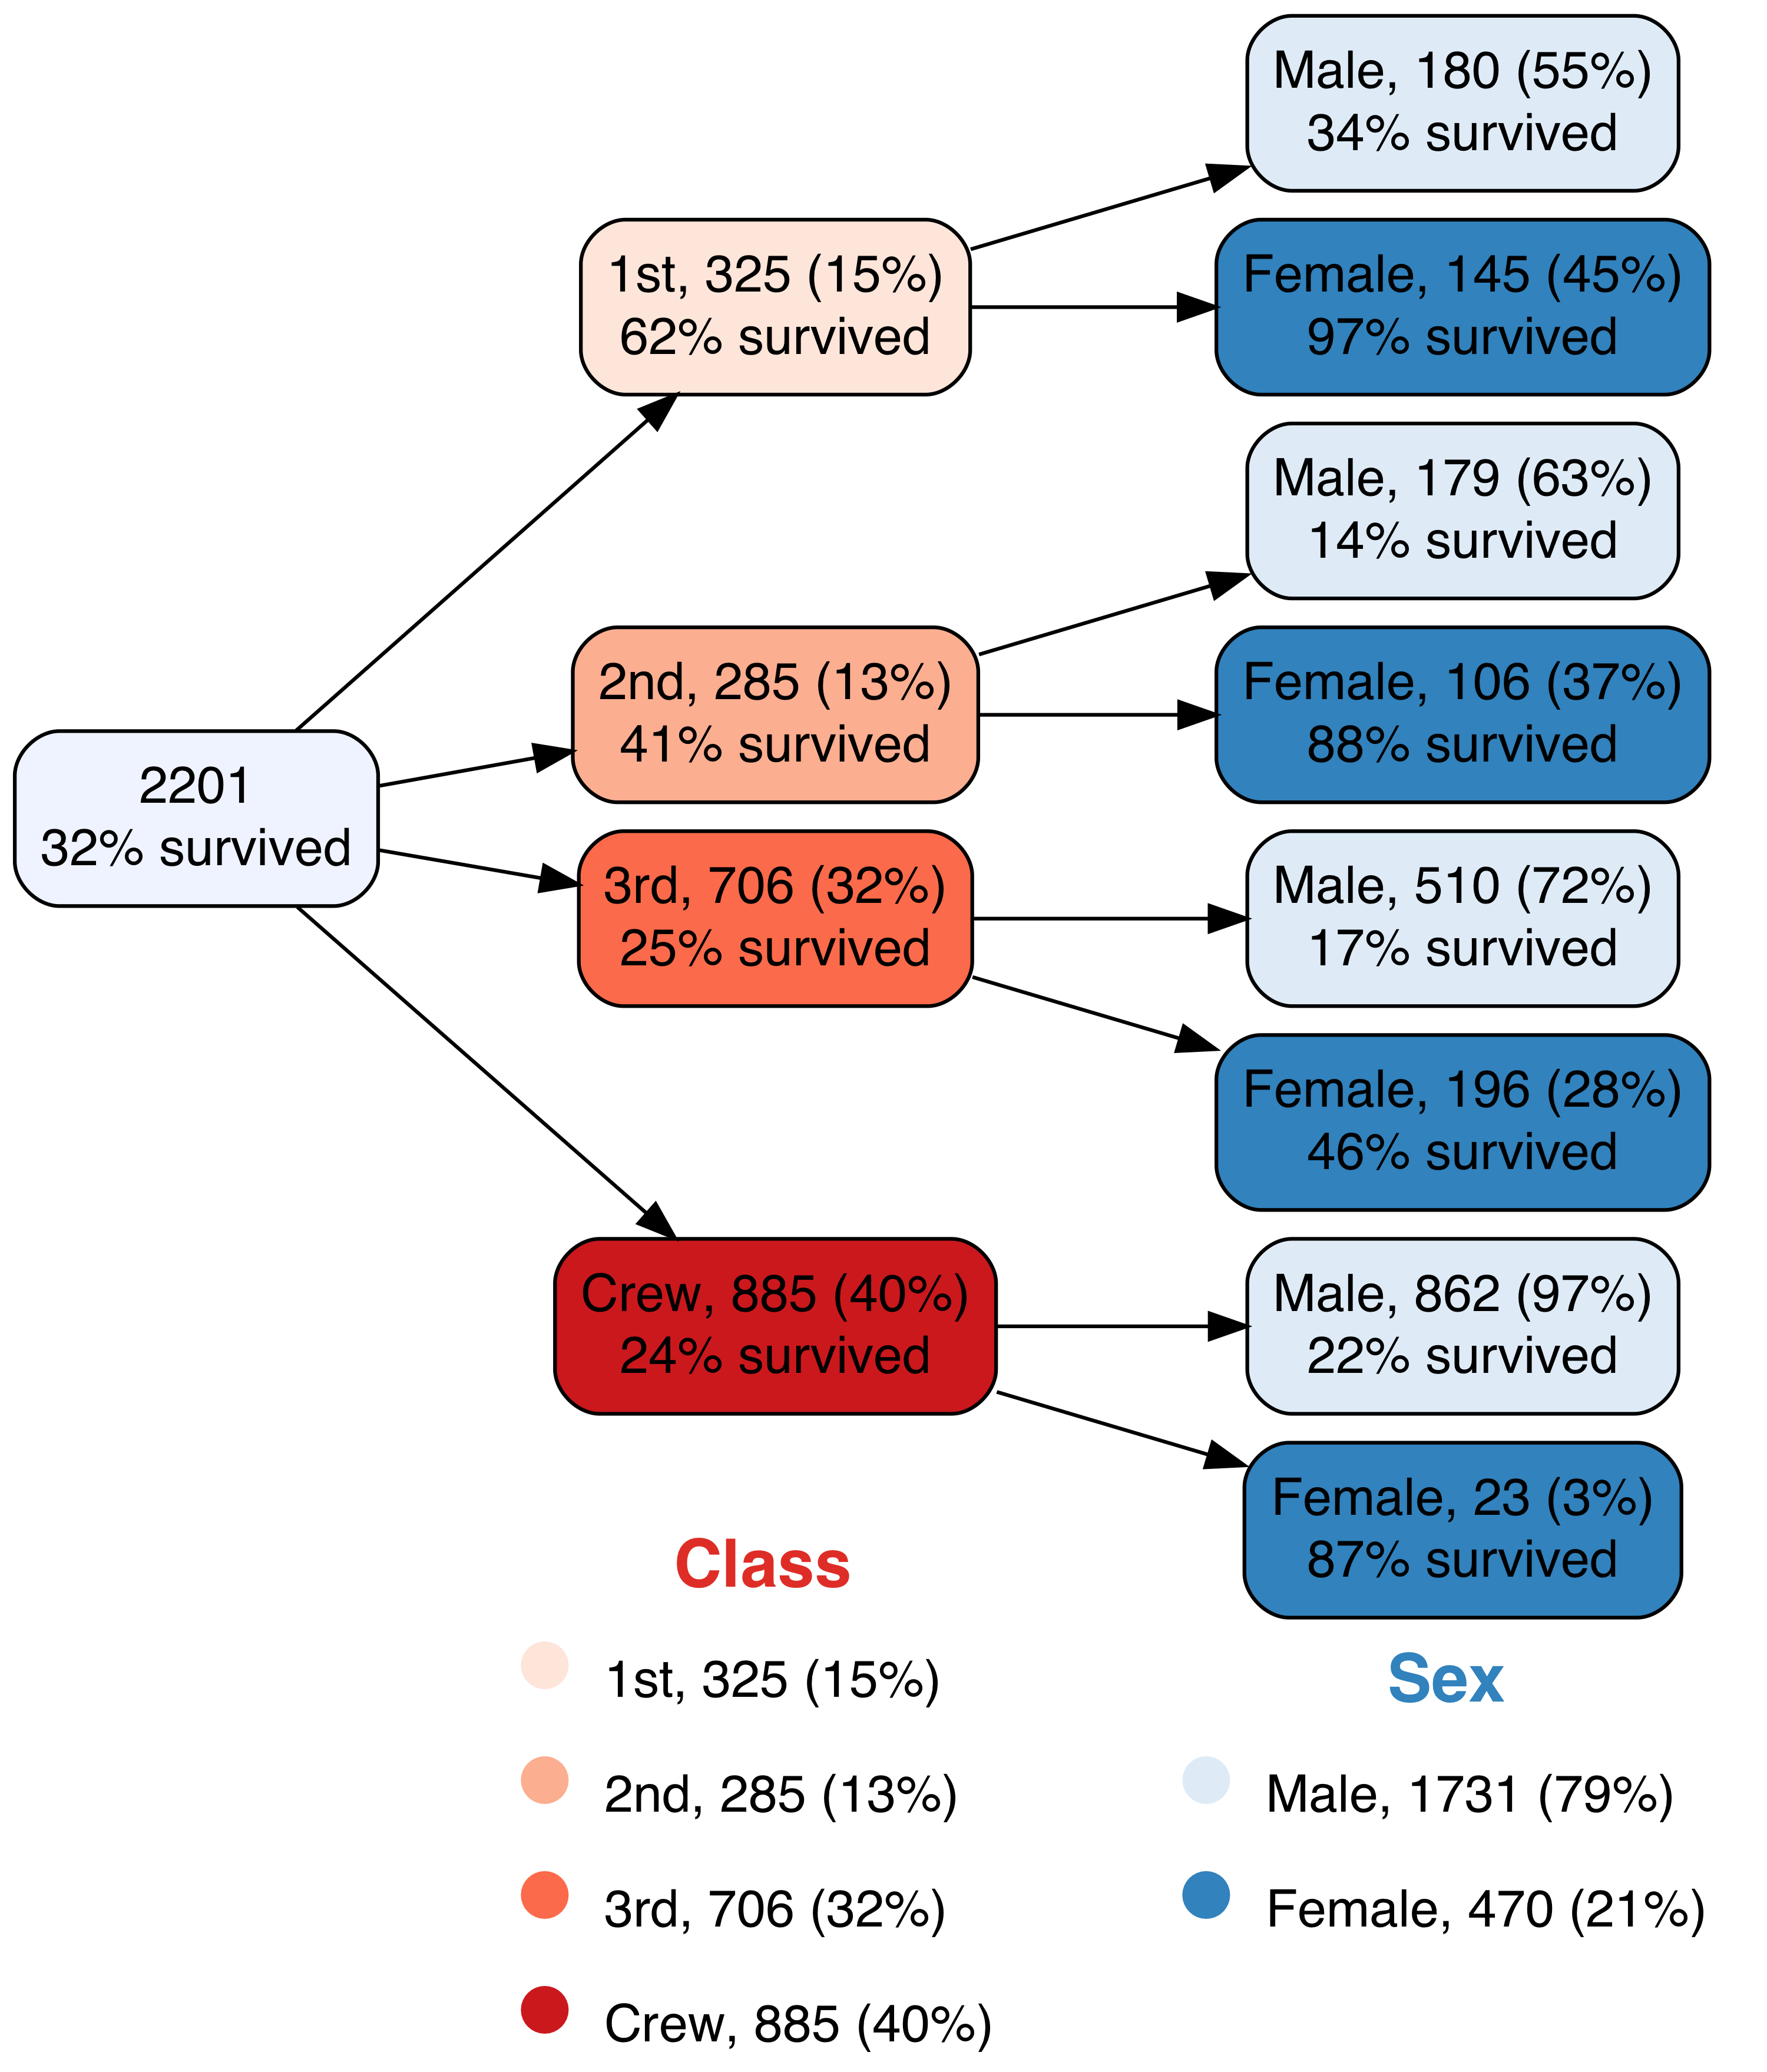 2201
32% survived
1st, 325 (15%)
62% survived
2nd, 285 (13%)
41% survived
3rd, 706 (32%)
25% survived
Crew, 885 (40%)
24% survived
Male, 180 (55%)
34% survived
Female, 145 (45%)
97% survived
Male, 179 (63%)
14% survived
Female, 106 (37%)
88% survived
Male, 510 (72%)
17% survived
Female, 196 (28%)
46% survived
Male, 862 (97%)
22% survived
Female, 23 (3%)
87% survived
Class
1st, 325 (15%)
2nd, 285 (13%)
3rd, 706 (32%)
Crew, 885 (40%)
Sex
Male, 1731 (79%)
Female, 470 (21%)